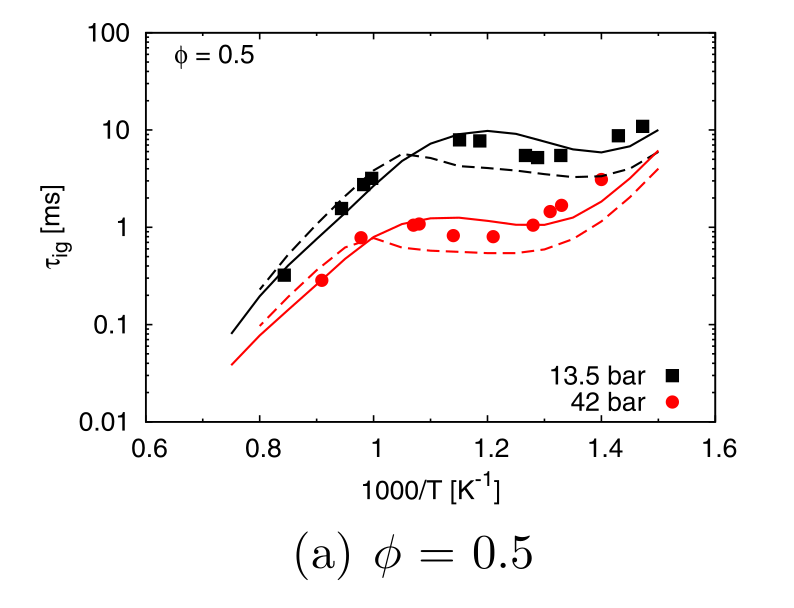 100
ϕ = 0.5
10
1
0.1
0.01
τig [ms]
13.5 bar
42 bar
0.6 0.8 1 1.2 1.4 1.6
1000/T [K-1]
(a) ϕ = 0.5